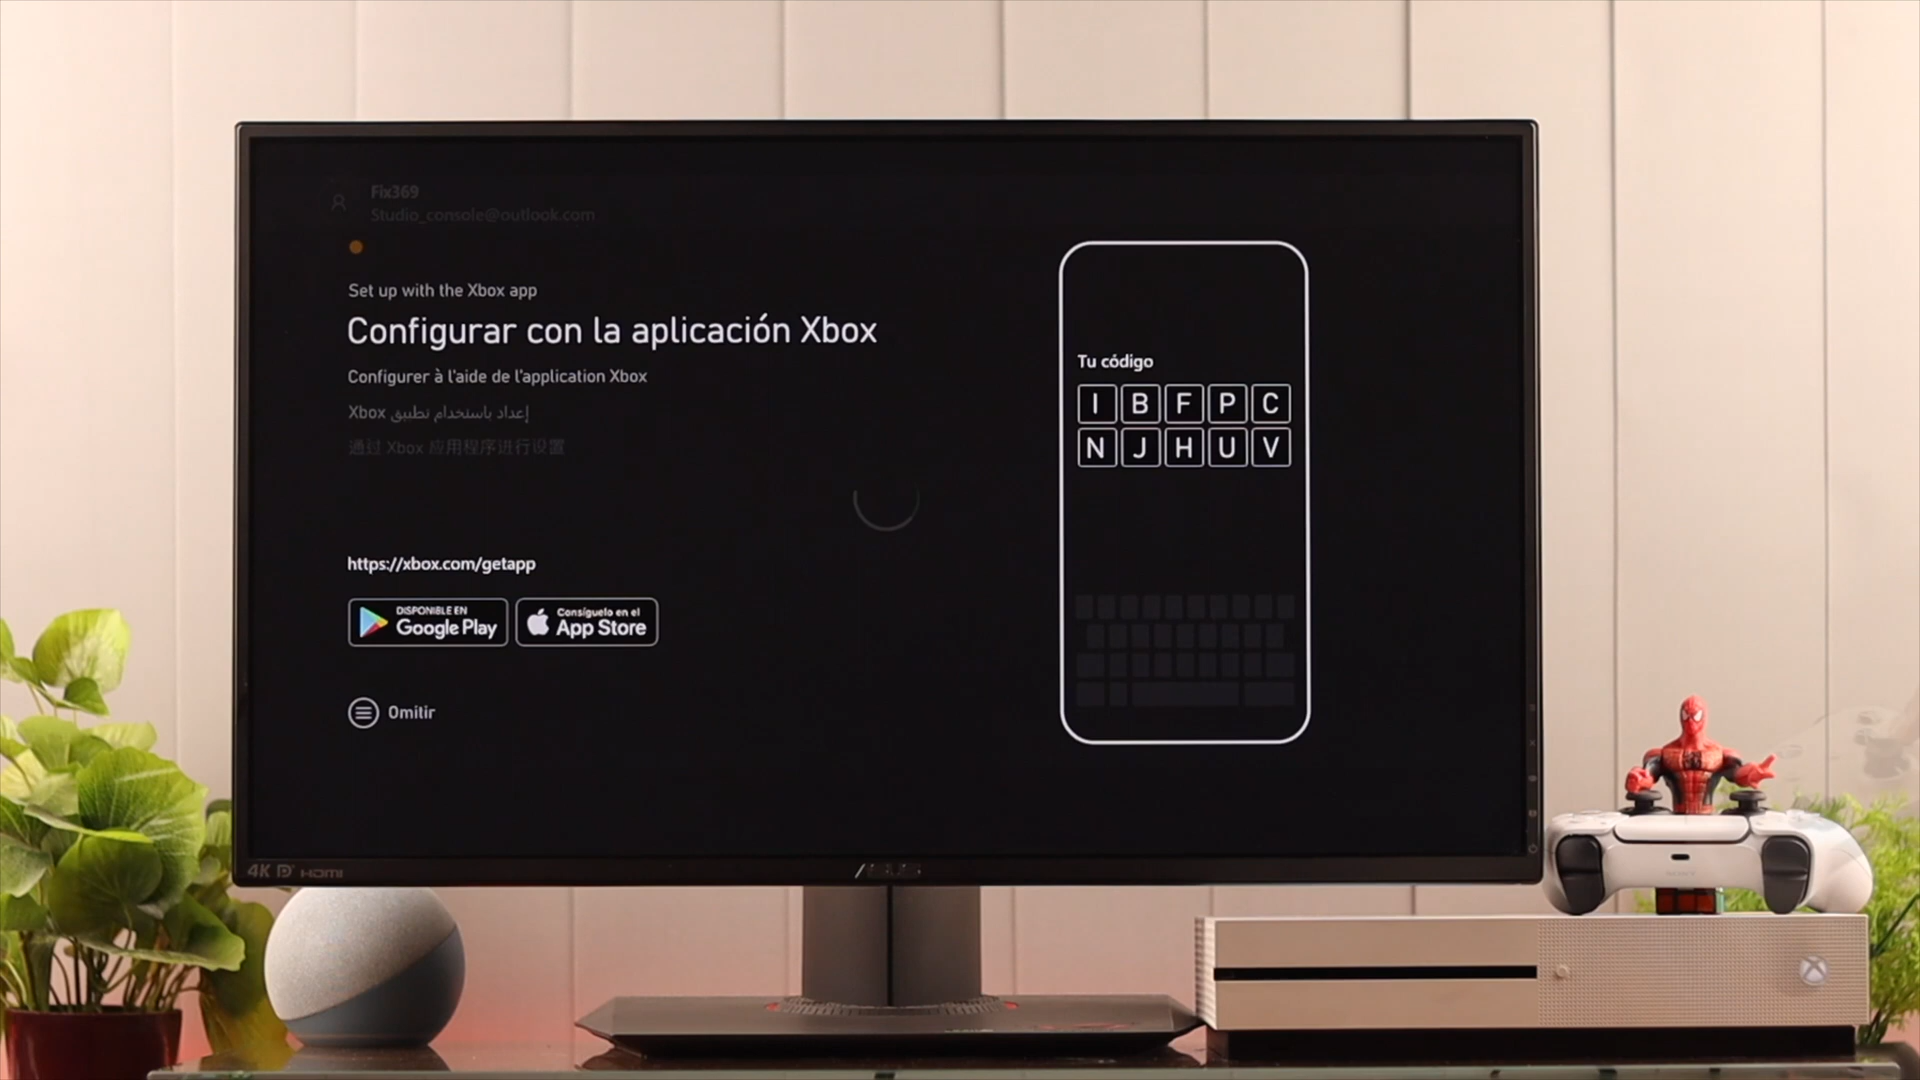 Fix369
Studio_console@outlook.com
Set up with the Xbox app
Configurar con la aplicación Xbox
Configurer à l'aide de l'application Xbox
إعداد باستخدام تطبيق Xbox
通过 Xbox 应用程序进行设置
https://xbox.com/getapp
DISPONIBLE EN
Google Play
Consíguelo en el
App Store
Omitir
Tu código
I B F P C
N J H U V
4K HDMI
ASUS
SONY